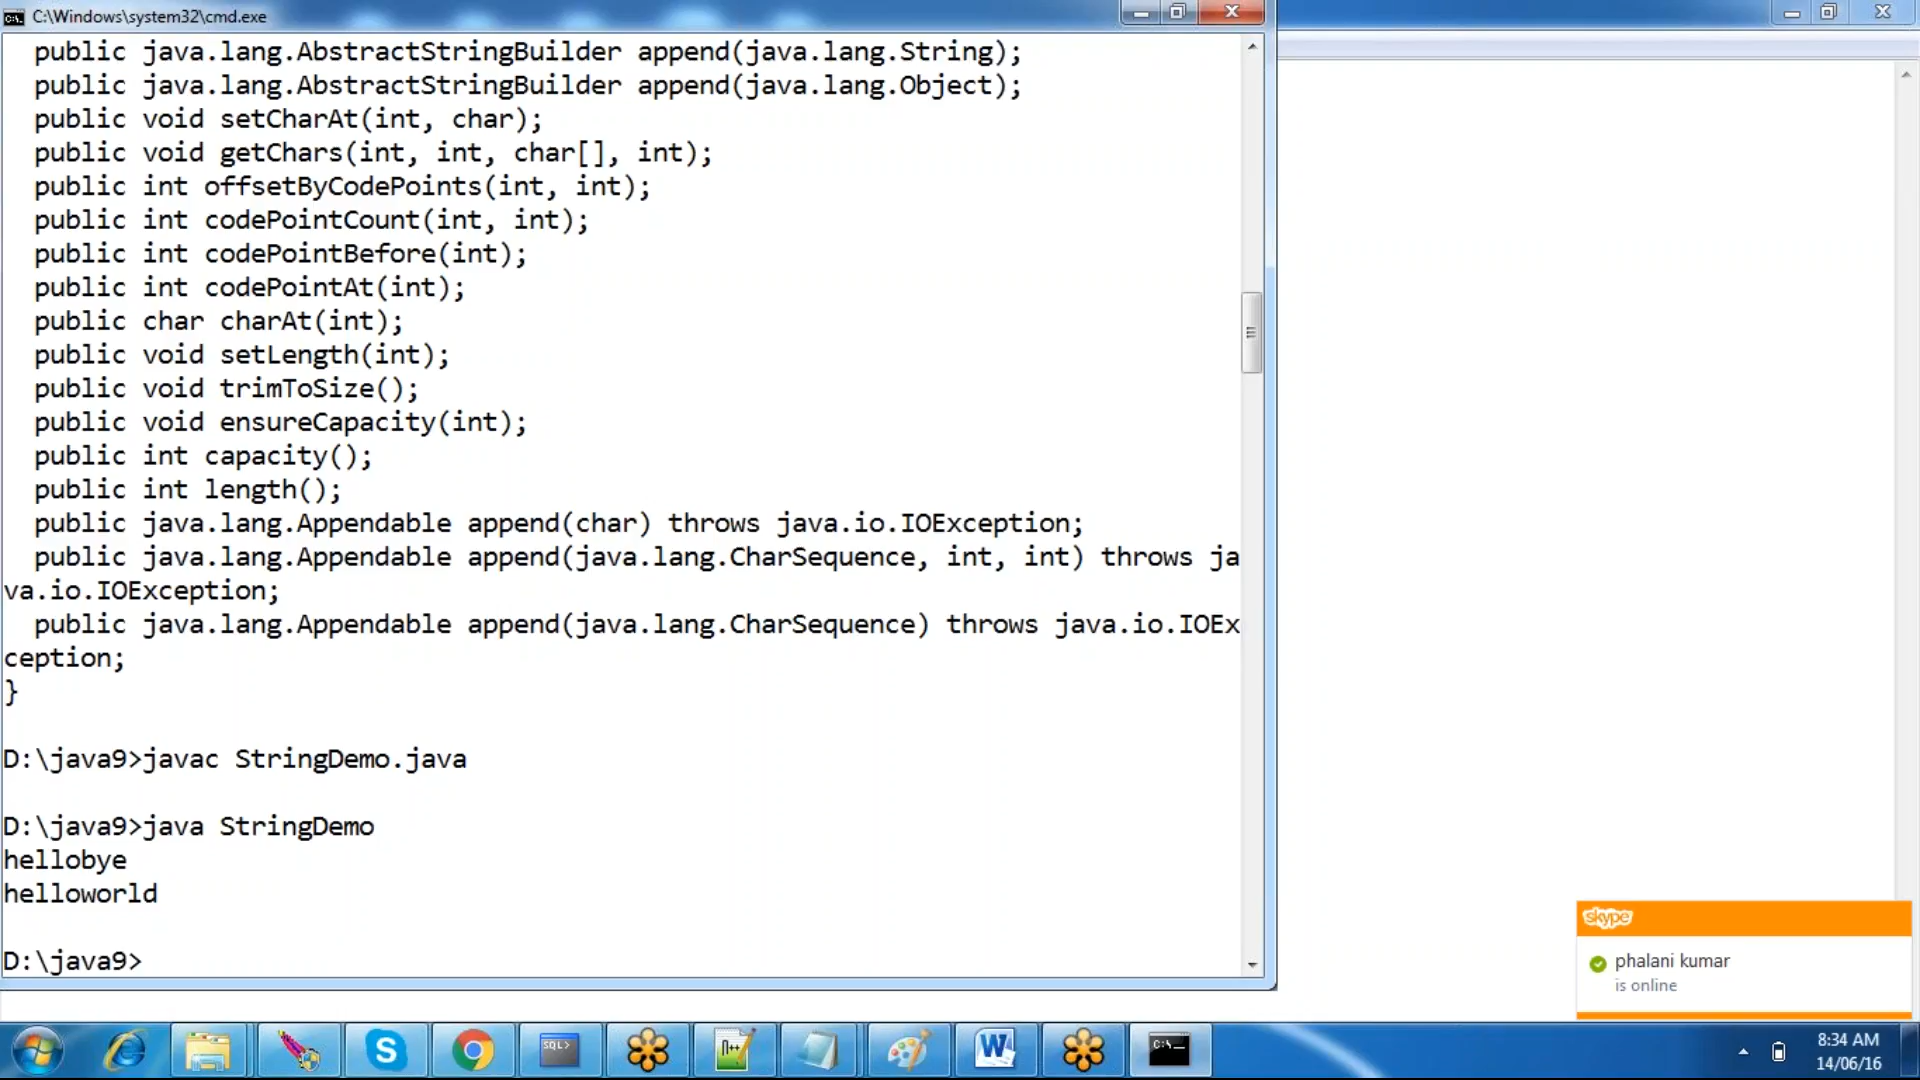 C:\Windows\system32\cmd.exe
public java.lang.AbstractStringBuilder append(java.lang.String);
public java.lang.AbstractStringBuilder append(java.lang.Object);
public void setCharAt(int, char);
public void getChars(int, int, char[], int);
public int offsetByCodePoints(int, int);
public int codePointCount(int, int);
public int codePointBefore(int);
public int codePointAt(int);
public char charAt(int);
public void setLength(int);
public void trimToSize();
public void ensureCapacity(int);
public int capacity();
public int length();
public java.lang.Appendable append(char) throws java.io.IOException;
public java.lang.Appendable append(java.lang.CharSequence, int, int) throws ja
va.io.IOException;
public java.lang.Appendable append(java.lang.CharSequence) throws java.io.IOEx
ception;
}
D:\java9>javac StringDemo.java
D:\java9>java StringDemo
hellobye
helloworld
D:\java9>
skype
phalani kumar
is online
SQL>
N++
W
C:\_
8:34 AM
14/06/16